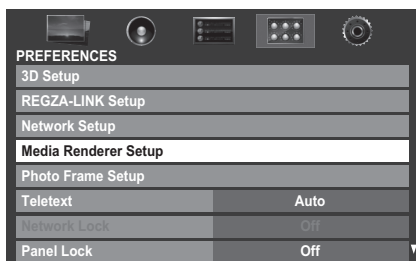 PREFERENCES
3D Setup
REGZA-LINK Setup
Network Setup
Media Renderer Setup
Photo Frame Setup
Teletext Auto
Network Lock Off
Panel Lock Off